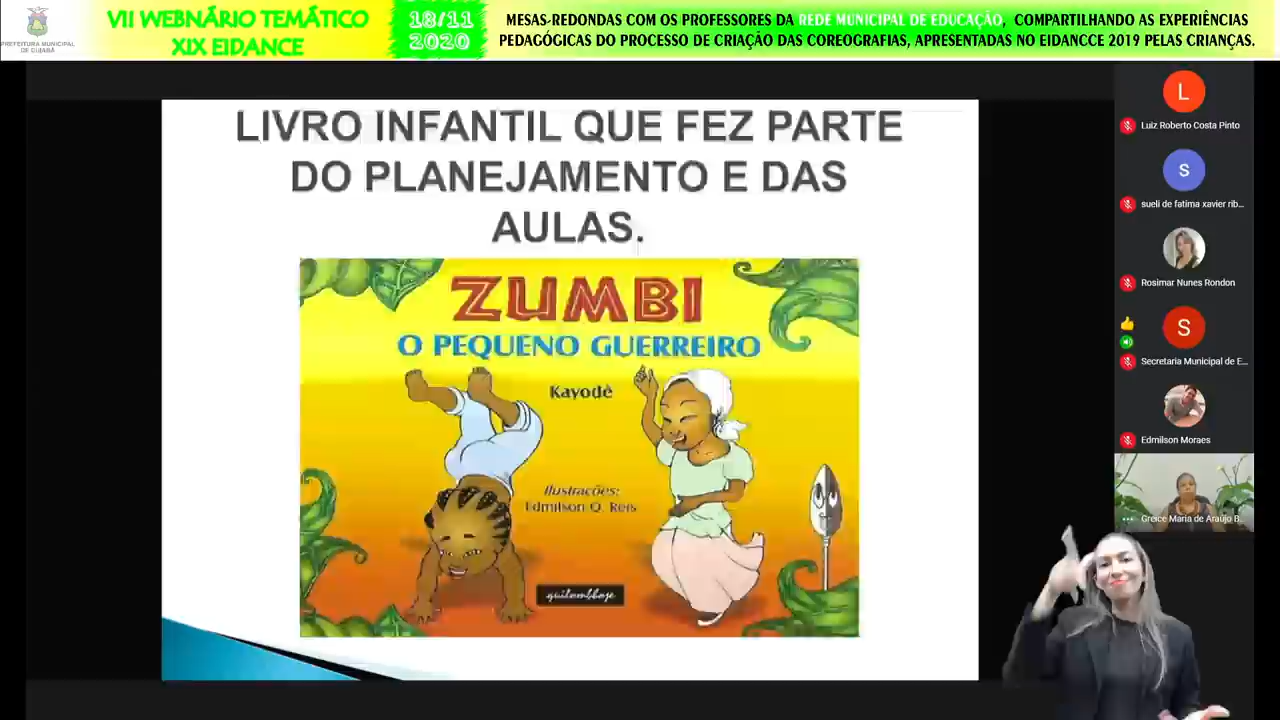 PREFEITURA MUNICIPAL
DE CUIABÁ
VII WEBNÁRIO TEMÁTICO
XIX EIDANCE
18/11
2020
MESAS-REDONDAS COM OS PROFESSORES DA REDE MUNICIPAL DE EDUCAÇÃO, COMPARTILHANDO AS EXPERIÊNCIAS
PEDAGÓGICAS DO PROCESSO DE CRIAÇÃO DAS COREOGRAFIAS, APRESENTADAS NO EIDANCCE 2019 PELAS CRIANÇAS.
LIVRO INFANTIL QUE FEZ PARTE
DO PLANEJAMENTO E DAS
AULAS.
ZUMBI
O PEQUENO GUERREIRO
Kayodê
Ilustrações:
Edmilson Q. Reis
quilombhoje
L
Luiz Roberto Costa Pinto
s
sueli de fatima xavier rib...
Rosimar Nunes Rondon
S
Secretaria Municipal de E...
Edmilson Moraes
Greice Maria de Araújo B...